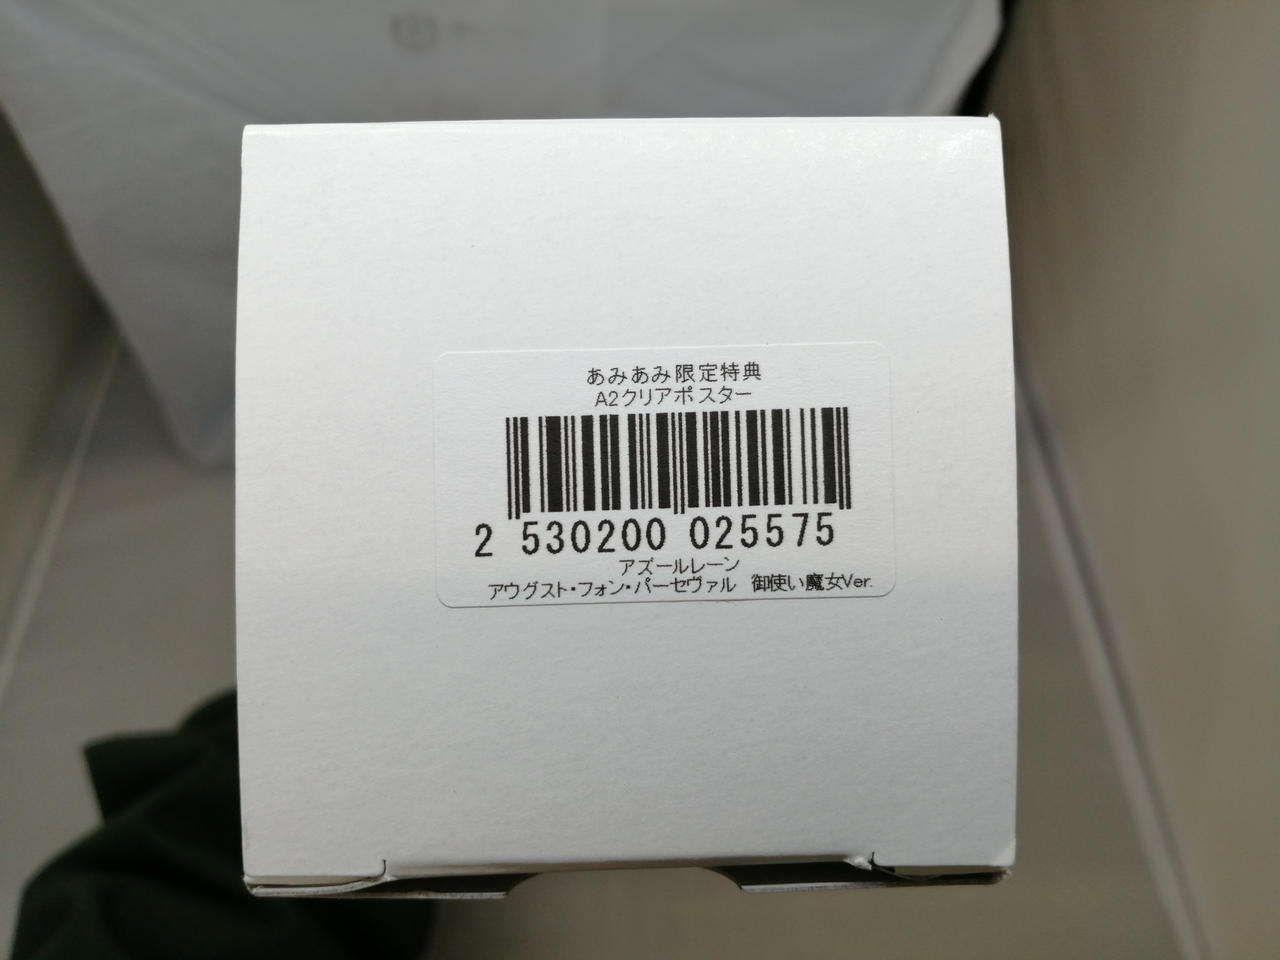 あみあみ限定特典
A2クリアポスター
2 530200 025575
アズールレーン
アウグスト・フォン・パーセヴァル 御使い魔女Ver.